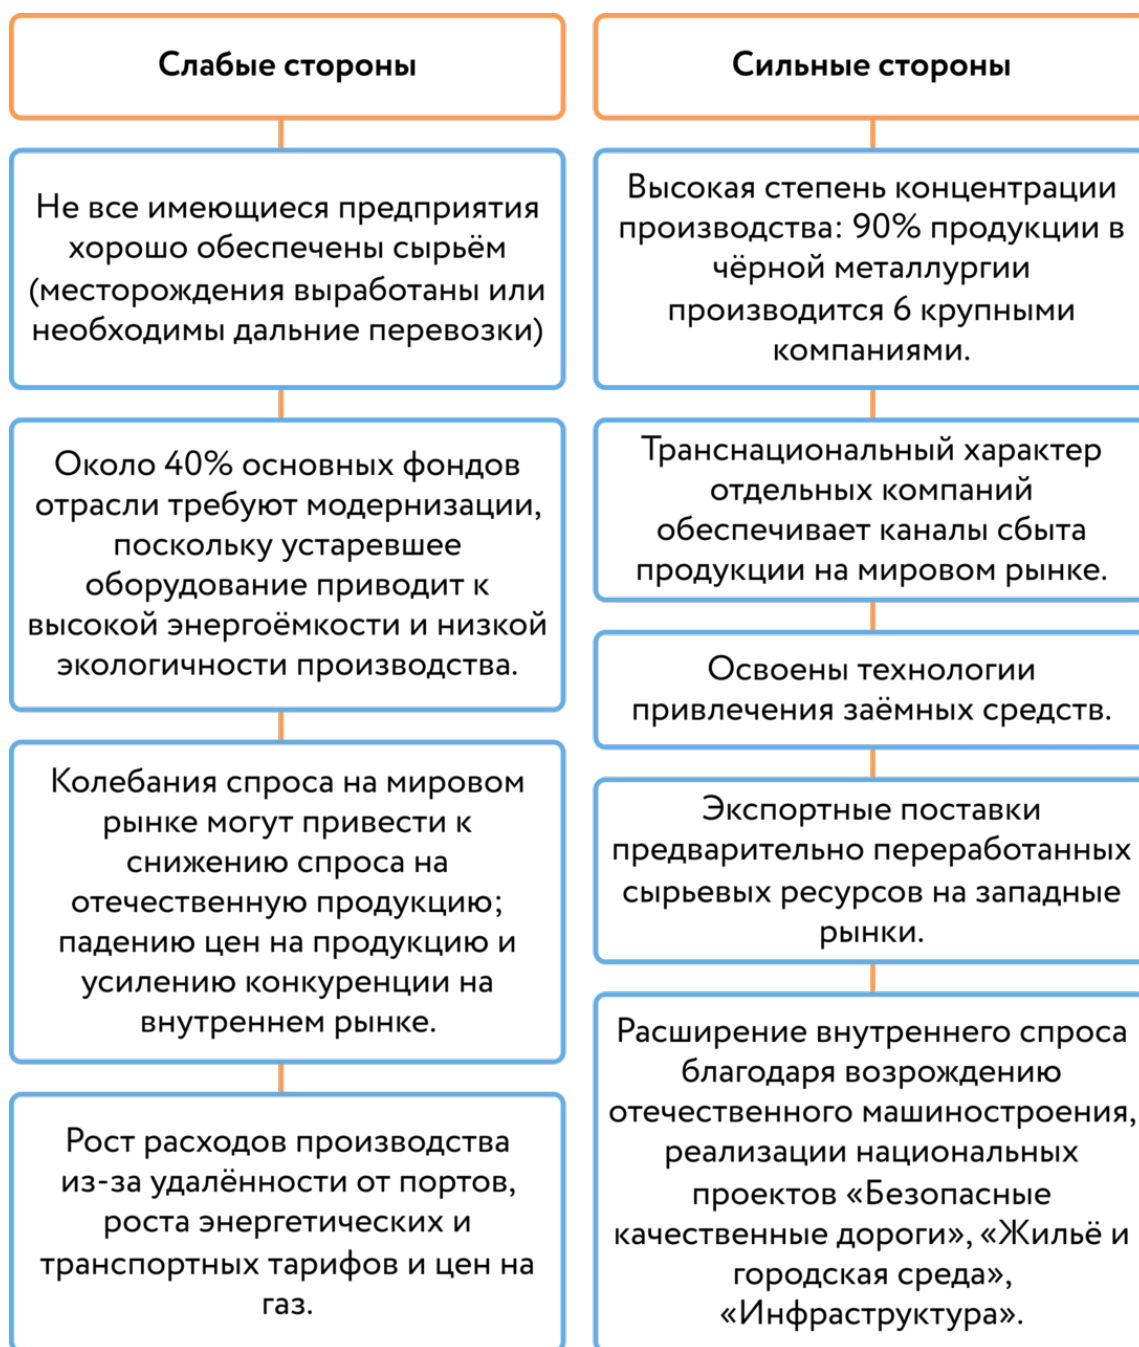 Слабые стороны
Не все имеющиеся предприятия
хорошо обеспечены сырьём
(месторождения выработаны или
необходимы дальние перевозки)
Около 40% основных фондов
отрасли требуют модернизации,
поскольку устаревшее
оборудование приводит к
высокой энергоёмкости и низкой
экологичности производства.
Колебания спроса на мировом
рынке могут привести к
снижению спроса на
отечественную продукцию;
падению цен на продукцию и
усилению конкуренции на
внутреннем рынке.
Рост расходов производства
из-за удалённости от портов,
роста энергетических и
транспортных тарифов и цен на
газ.
Сильные стороны
Высокая степень концентрации
производства: 90% продукции в
чёрной металлургии
производится 6 крупными
компаниями.
Транснациональный характер
отдельных компаний
обеспечивает каналы сбыта
продукции на мировом рынке.
Освоены технологии
привлечения заёмных средств.
Экспортные поставки
предварительно переработанных
сырьевых ресурсов на западные
рынки.
Расширение внутреннего спроса
благодаря возрождению
отечественного машиностроения,
реализации национальных
проектов «Безопасные
качественные дороги», «Жильё и
городская среда»,
«Инфраструктура».